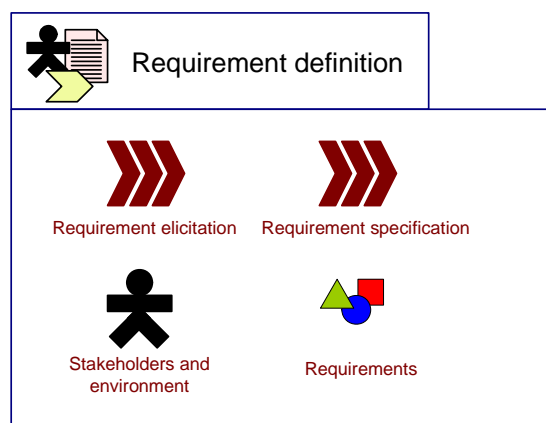 Requirement definition
Requirement elicitation
Requirement specification
Stakeholders and
environment
Requirements